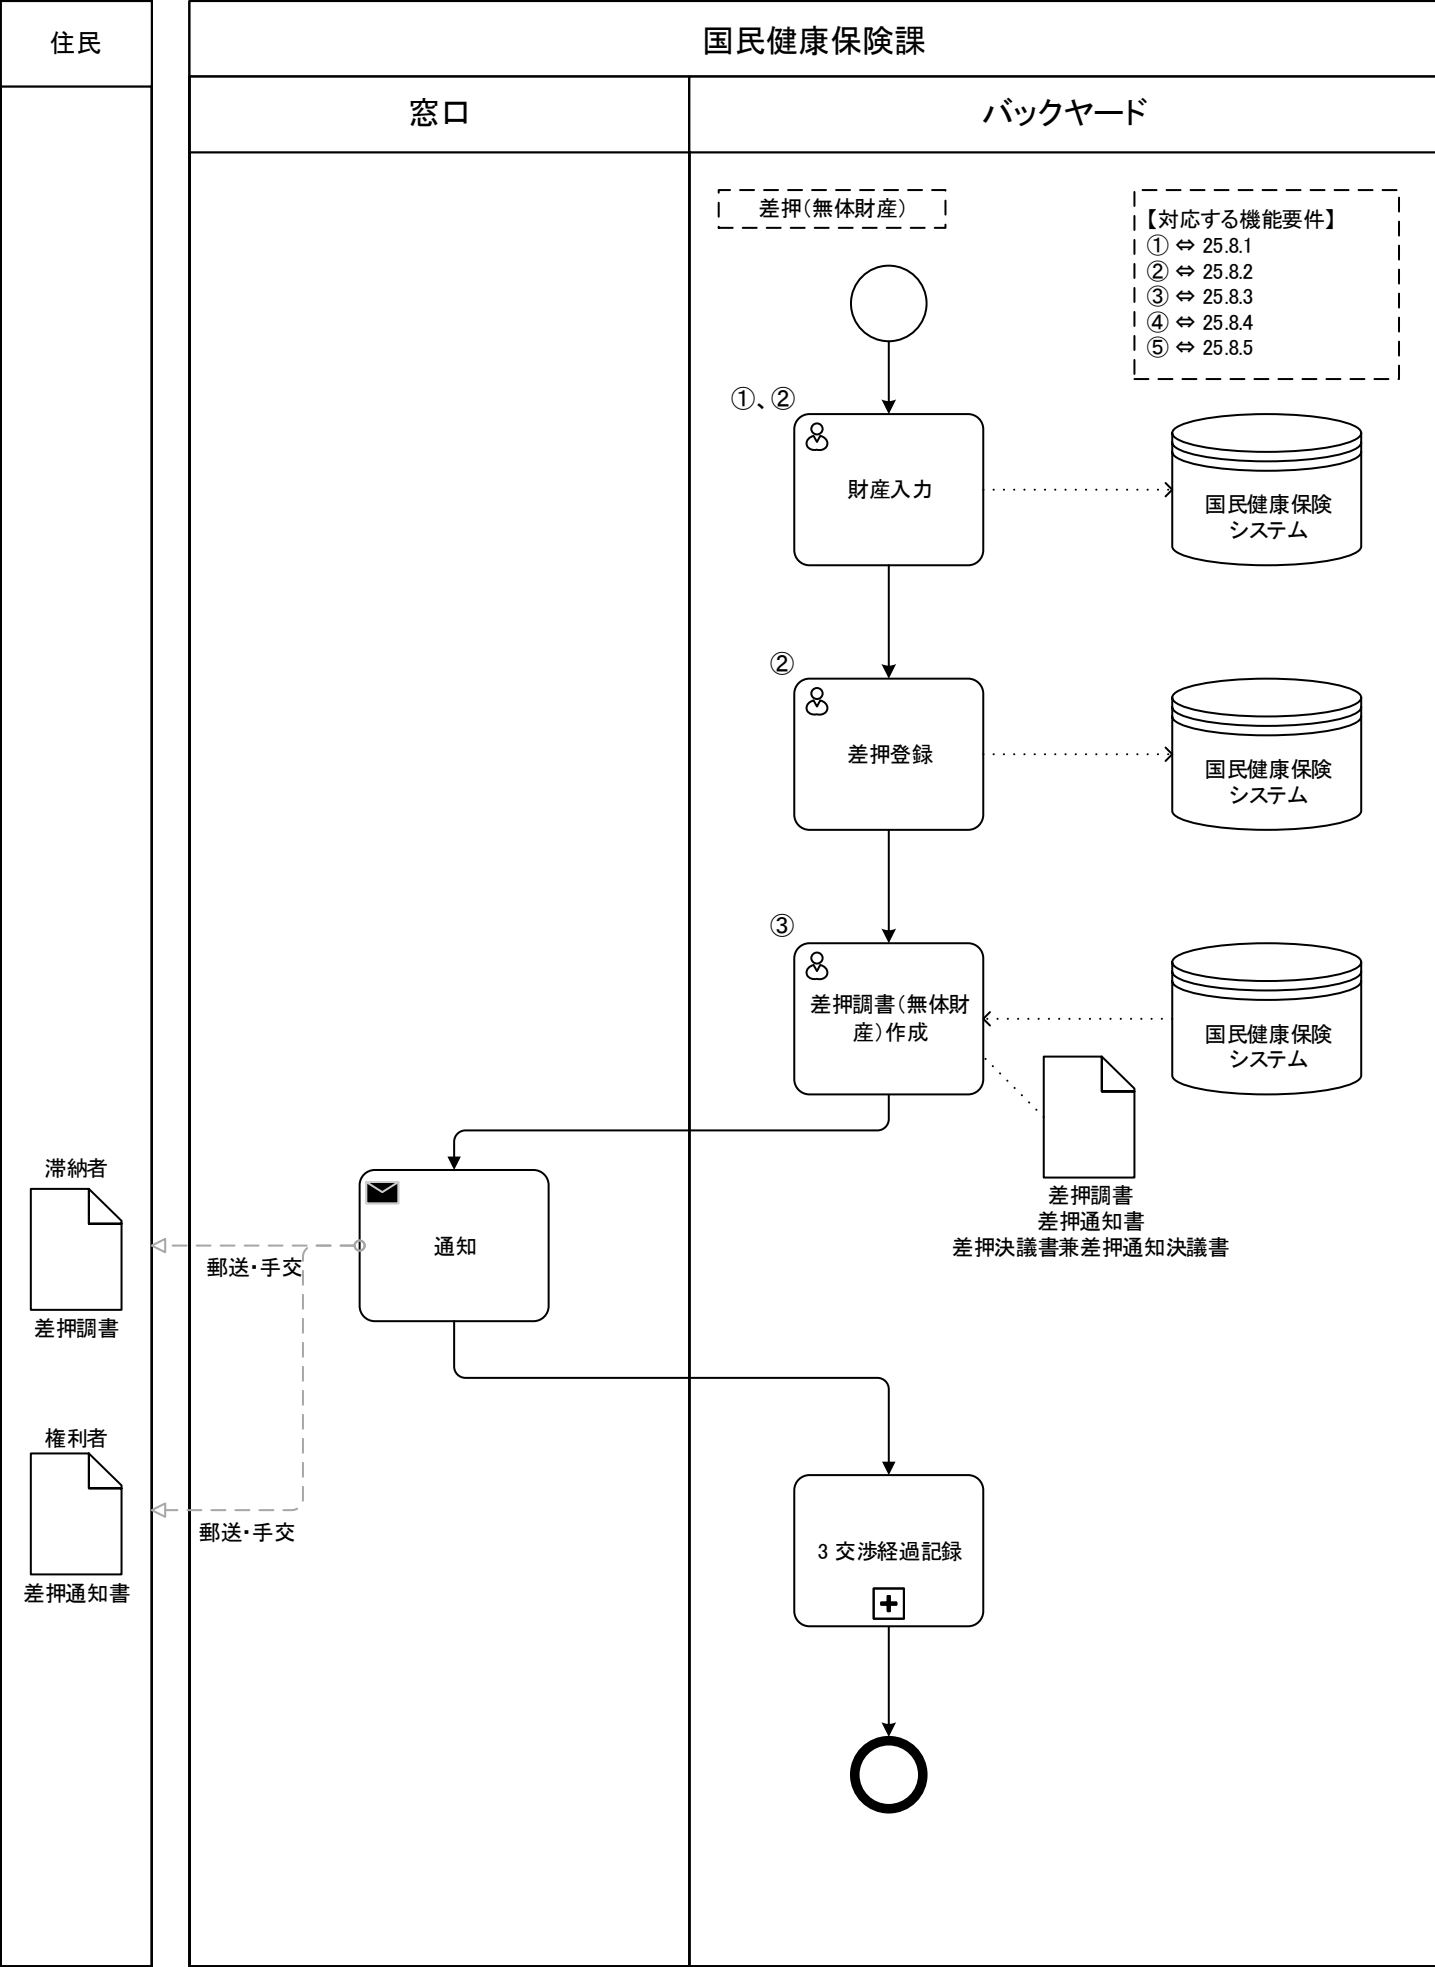 住民
国民健康保険課
窓口
バックヤード
差押(無体財産)
【対応する機能要件】
① ⇔ 25.8.1
② ⇔ 25.8.2
③ ⇔ 25.8.3
④ ⇔ 25.8.4
⑤ ⇔ 25.8.5
①、②
財産入力
国民健康保険
システム
②
差押登録
国民健康保険
システム
③
差押調書(無体財
産)作成
国民健康保険
システム
差押調書
差押通知書
差押決議書兼差押通知決議書
滞納者
差押調書
郵送・手交
通知
権利者
差押通知書
郵送・手交
3 交渉経過記録